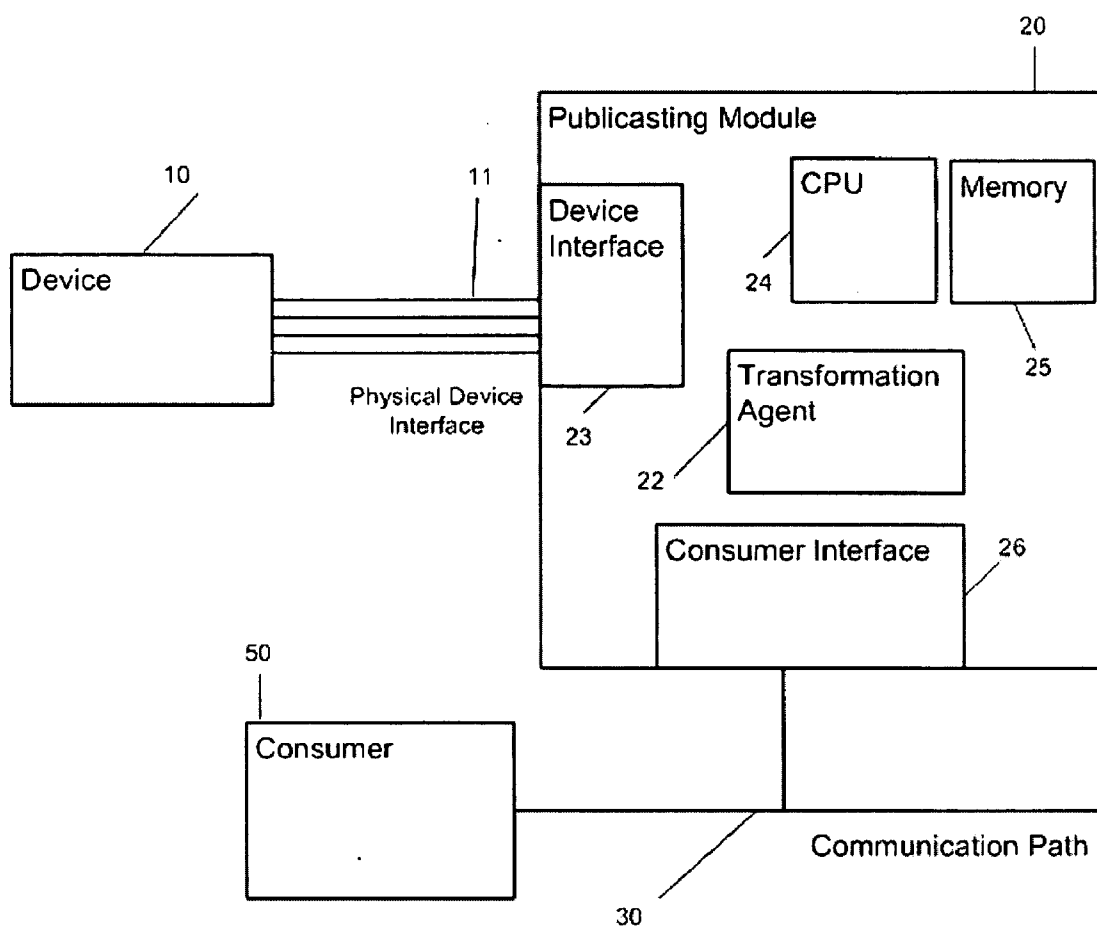 20
Publicasting Module
10
11
CPU
Memory
Device
Interface
Device
24
25
Transformation
Agent
Physical Device
Interface
23
22
Consumer Interface
26
50
Consumer
Communication Path
30